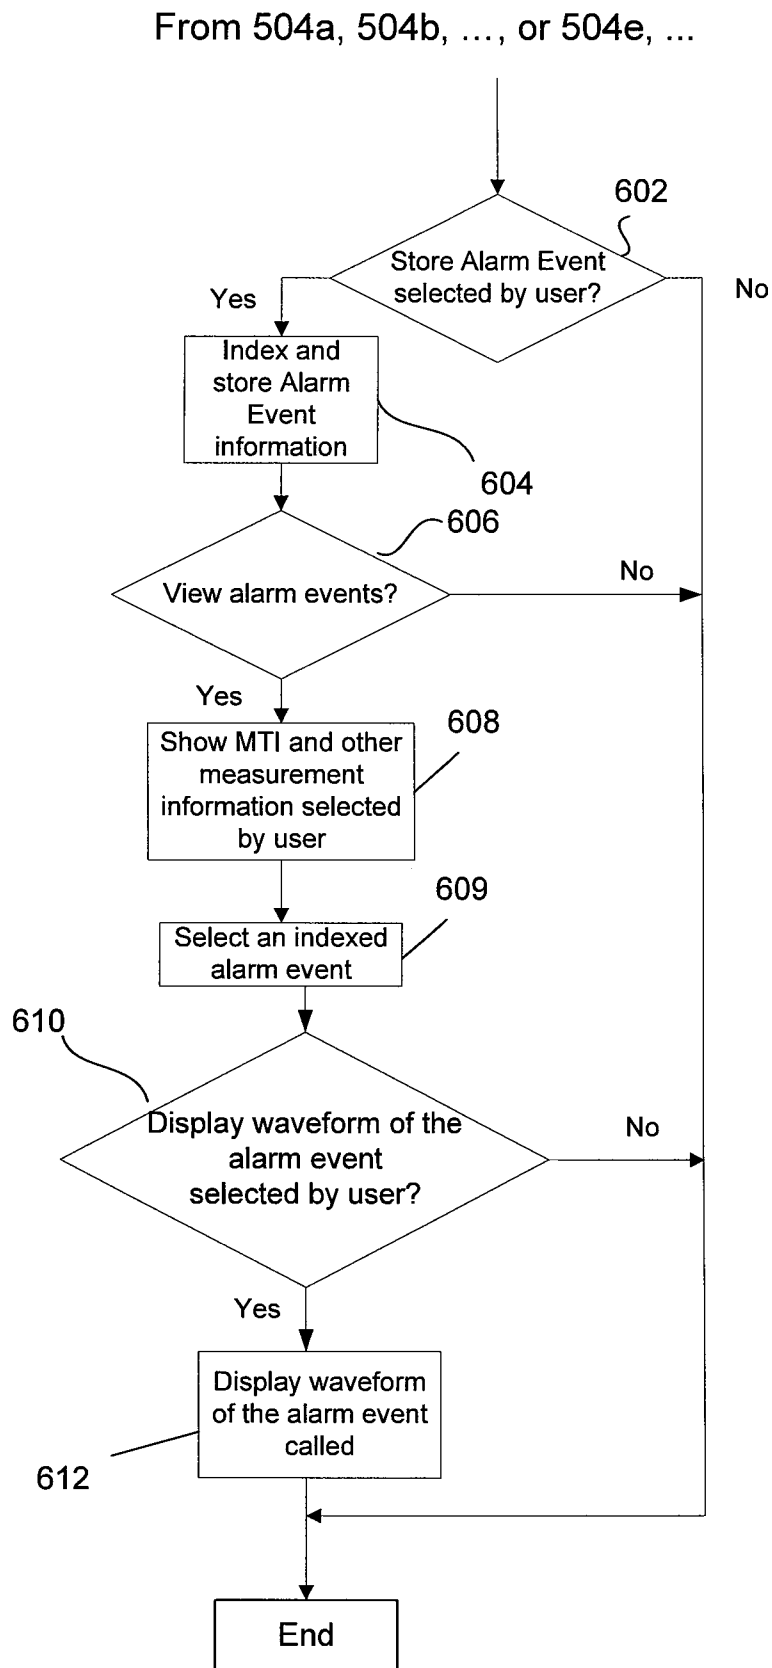 From 504a, 504b, ..., or 504e, ...
602
Store Alarm Event
selected by user?
Yes
No
Index and
store Alarm
Event
information
604
606
View alarm events?
No
Yes
608
Show MTI and other
measurement
information selected
by user
609
Select an indexed
alarm event
610
Display waveform of the
alarm event
selected by user?
No
Yes
Display waveform
of the alarm event
called
612
End